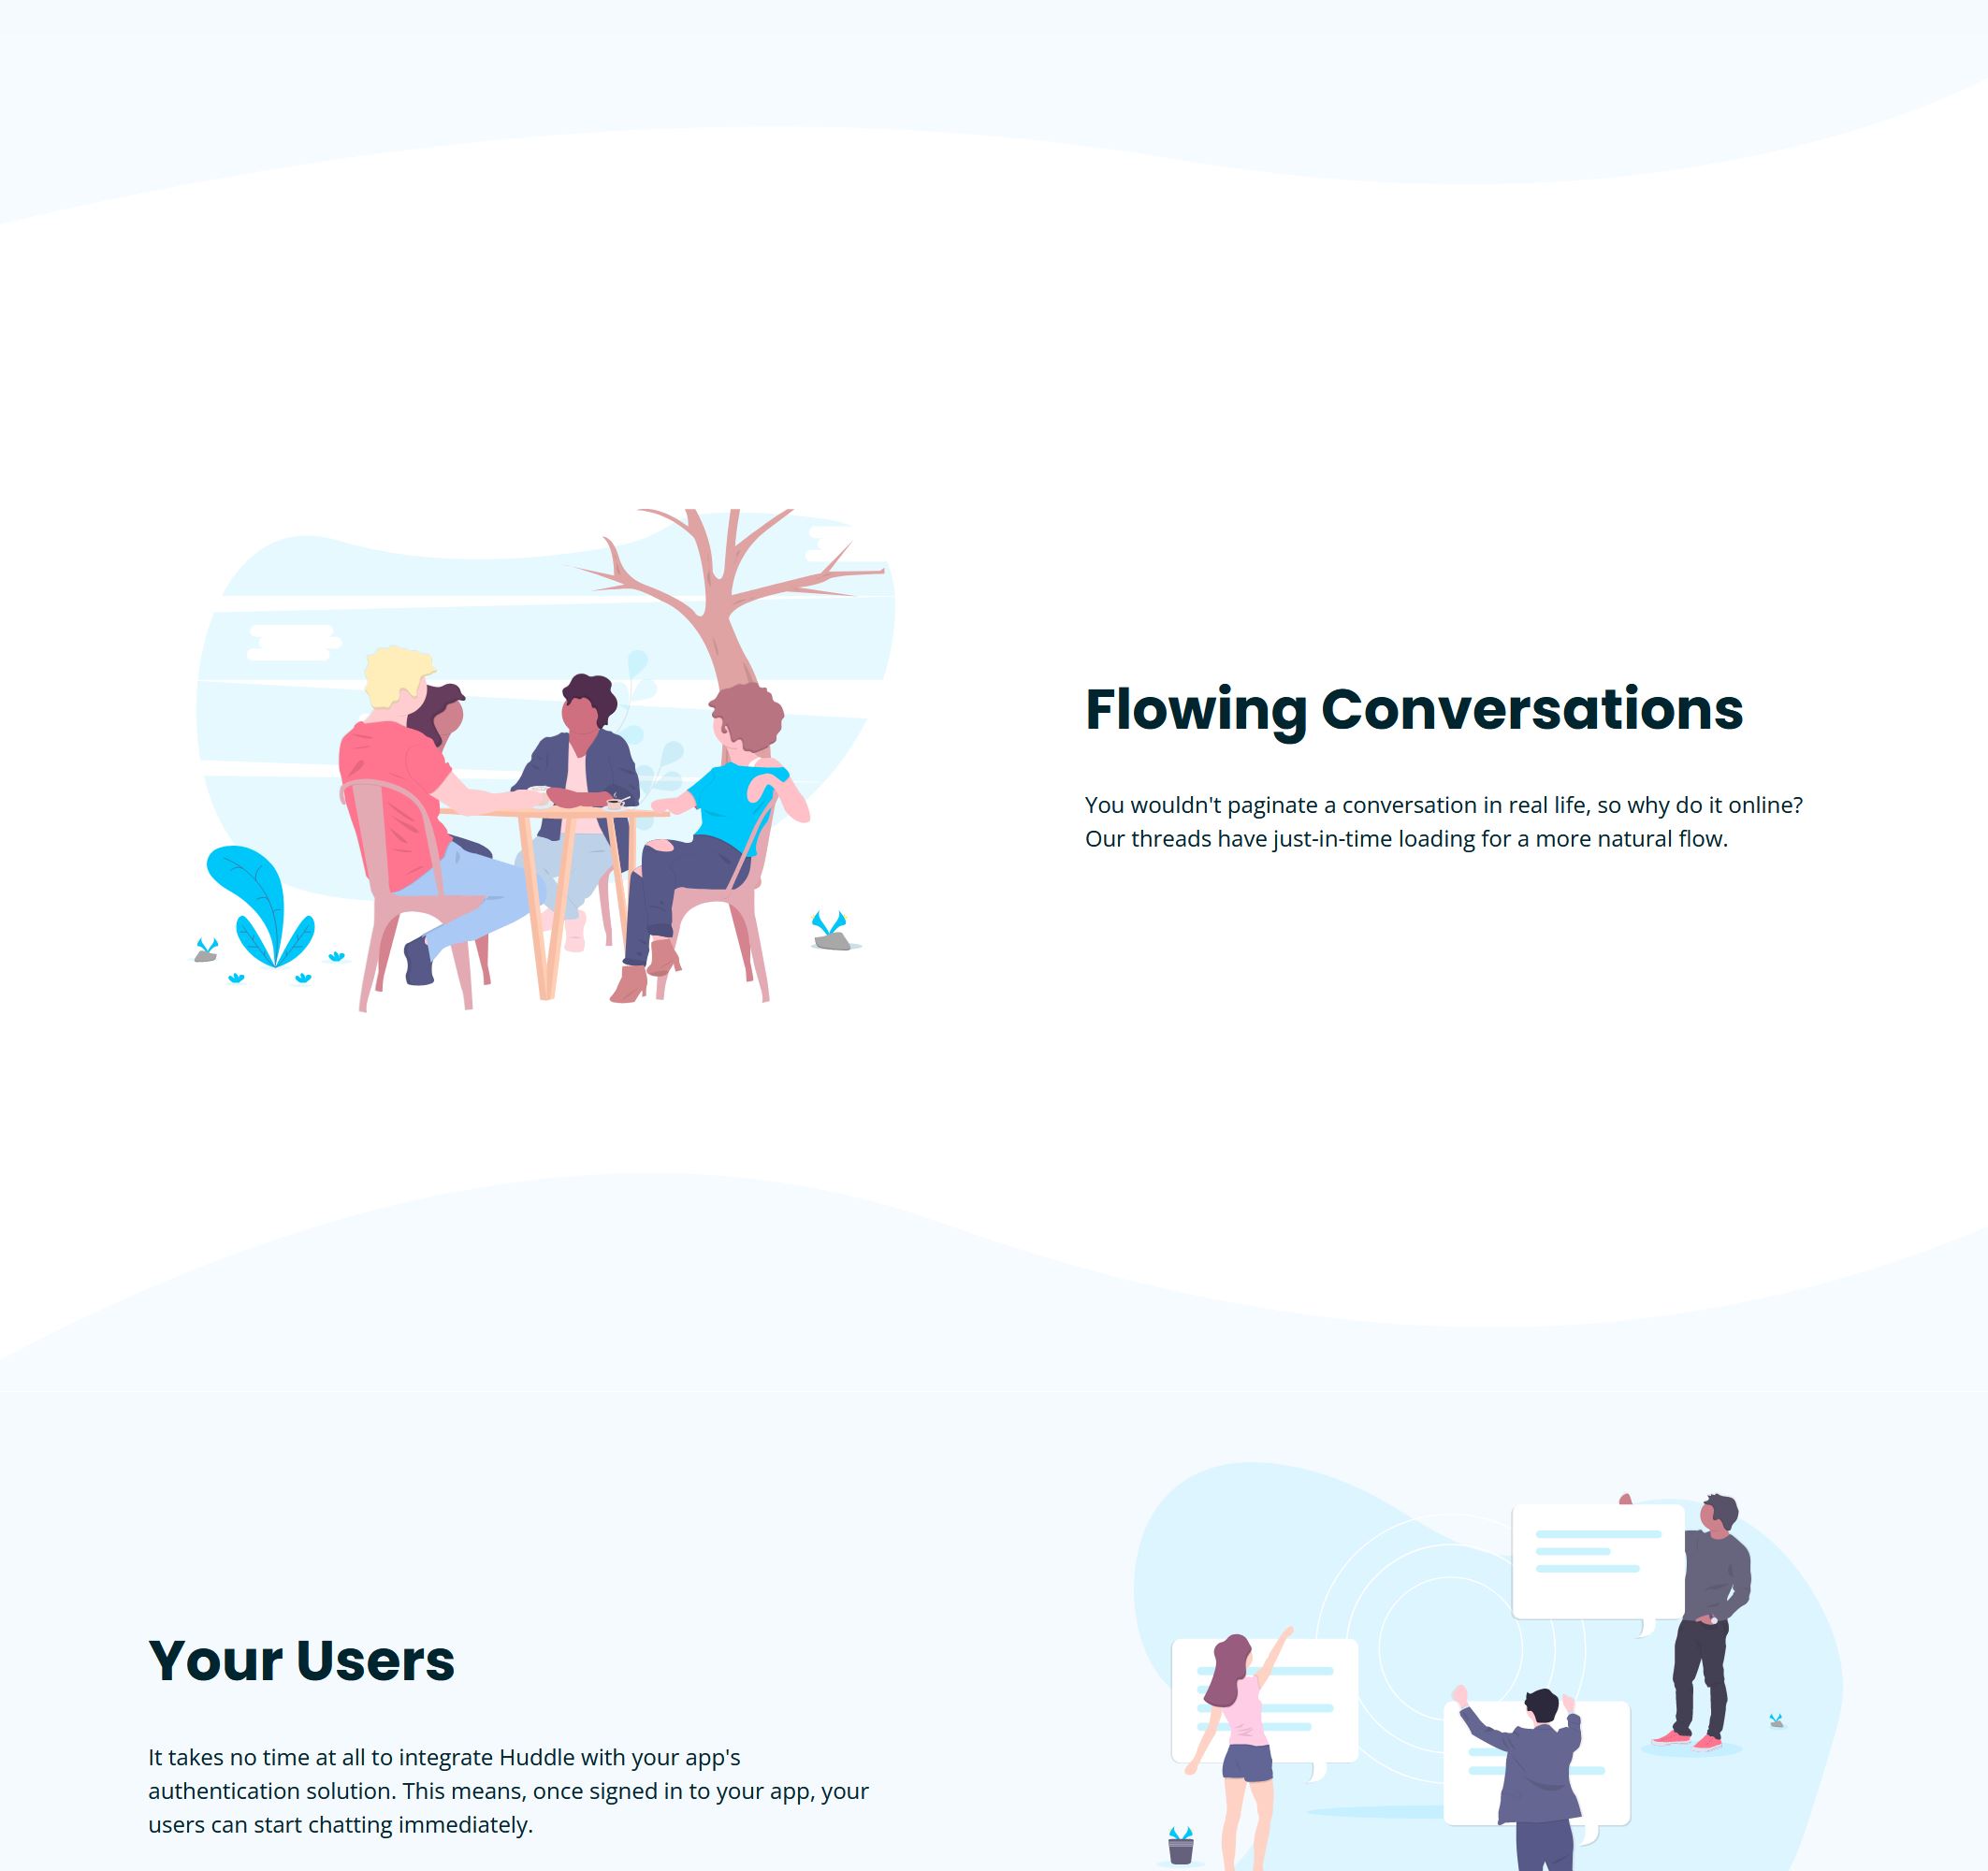 Flowing Conversations
You wouldn't paginate a conversation in real life, so why do it online?
Our threads have just-in-time loading for a more natural flow.
Your Users
It takes no time at all to integrate Huddle with your app's
authentication solution. This means, once signed in to your app, your
users can start chatting immediately.